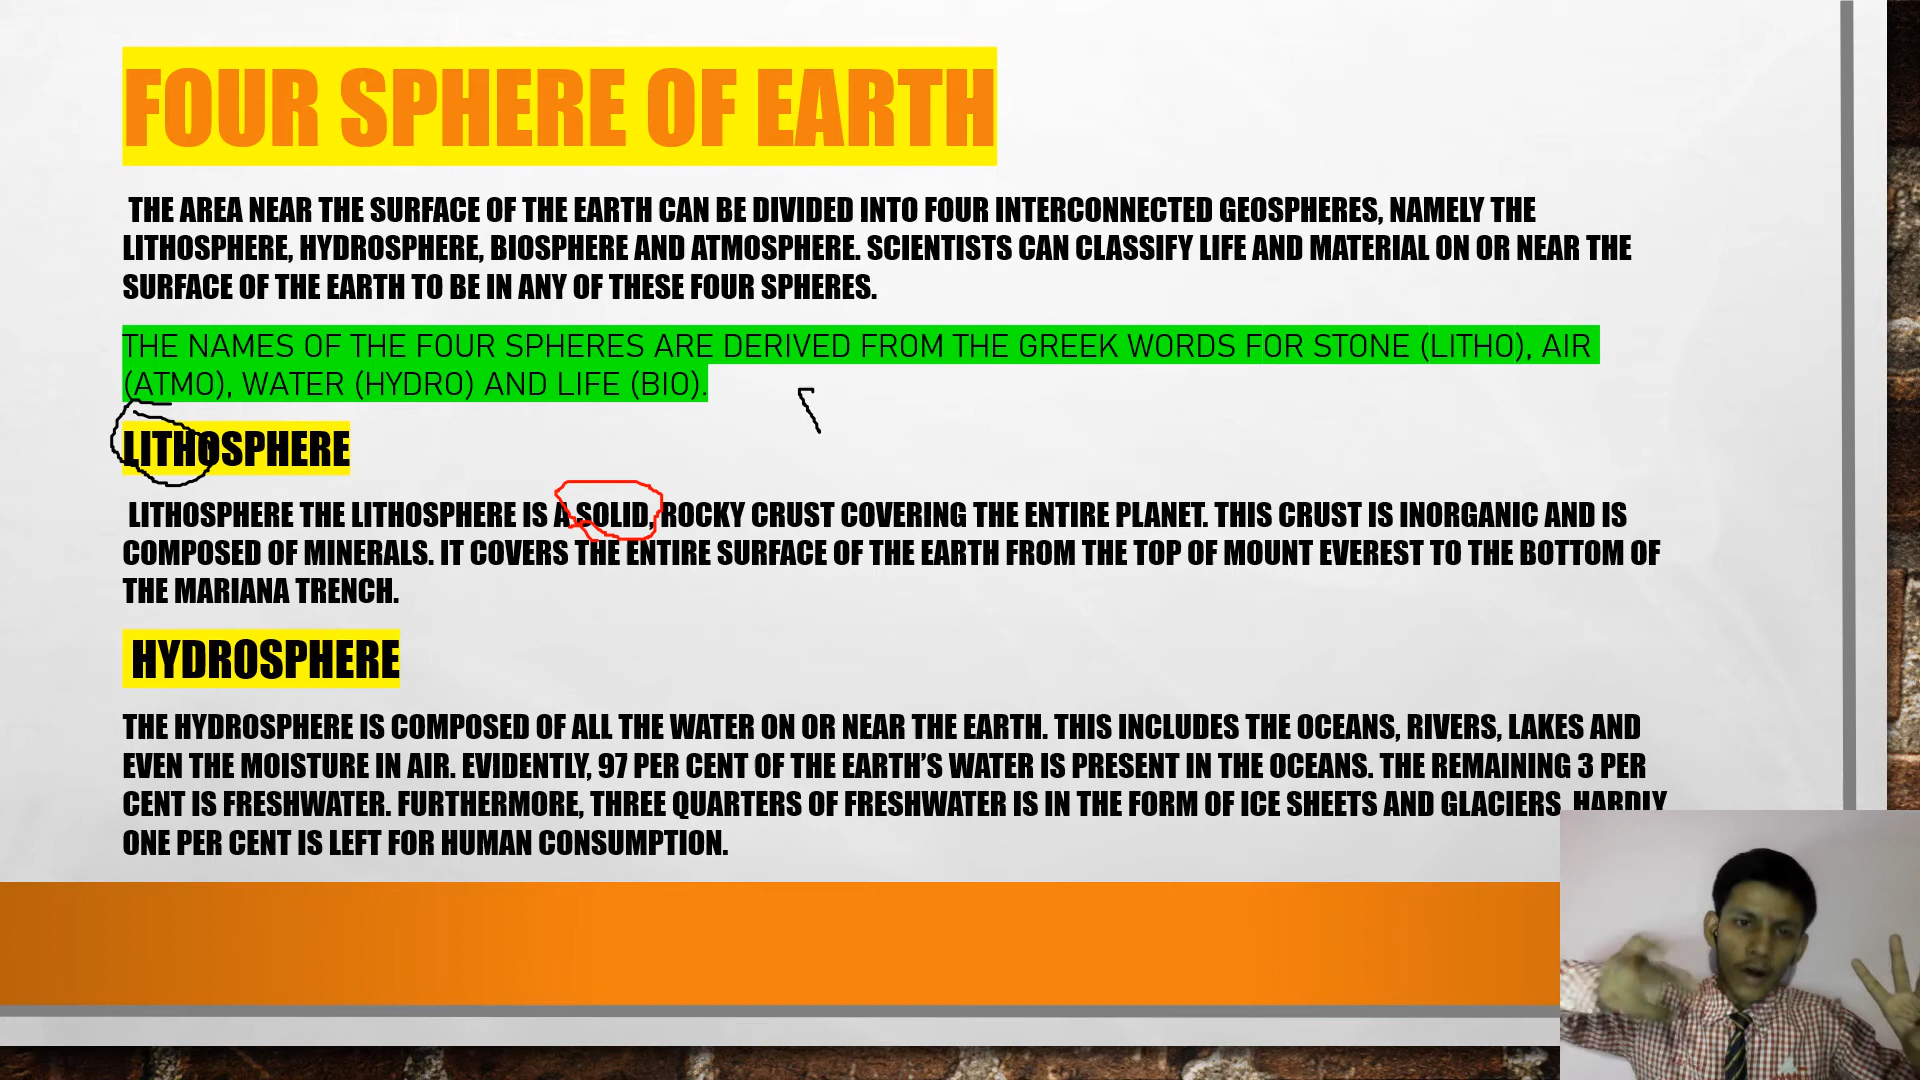 FOUR SPHERE OF EARTH
THE AREA NEAR THE SURFACE OF THE EARTH CAN BE DIVIDED INTO FOUR INTERCONNECTED GEOSPHERES, NAMELY THE
LITHOSPHERE, HYDROSPHERE, BIOSPHERE AND ATMOSPHERE. SCIENTISTS CAN CLASSIFY LIFE AND MATERIAL ON OR NEAR THE
SURFACE OF THE EARTH TO BE IN ANY OF THESE FOUR SPHERES.
THE NAMES OF THE FOUR SPHERES ARE DERIVED FROM THE GREEK WORDS FOR STONE (LITHO), AIR
(ATMO), WATER (HYDRO) AND LIFE (BIO).
LITHOSPHERE
LITHOSPHERE THE LITHOSPHERE IS A SOLID, ROCKY CRUST COVERING THE ENTIRE PLANET. THIS CRUST IS INORGANIC AND IS
COMPOSED OF MINERALS. IT COVERS THE ENTIRE SURFACE OF THE EARTH FROM THE TOP OF MOUNT EVEREST TO THE BOTTOM OF
THE MARIANA TRENCH.
HYDROSPHERE
THE HYDROSPHERE IS COMPOSED OF ALL THE WATER ON OR NEAR THE EARTH. THIS INCLUDES THE OCEANS, RIVERS, LAKES AND
EVEN THE MOISTURE IN AIR. EVIDENTLY, 97 PER CENT OF THE EARTH'S WATER IS PRESENT IN THE OCEANS. THE REMAINING 3 PER
CENT IS FRESHWATER. FURTHERMORE, THREE QUARTERS OF FRESHWATER IS IN THE FORM OF ICE SHEETS AND GLACIERS. HARDLY
ONE PER CENT IS LEFT FOR HUMAN CONSUMPTION.